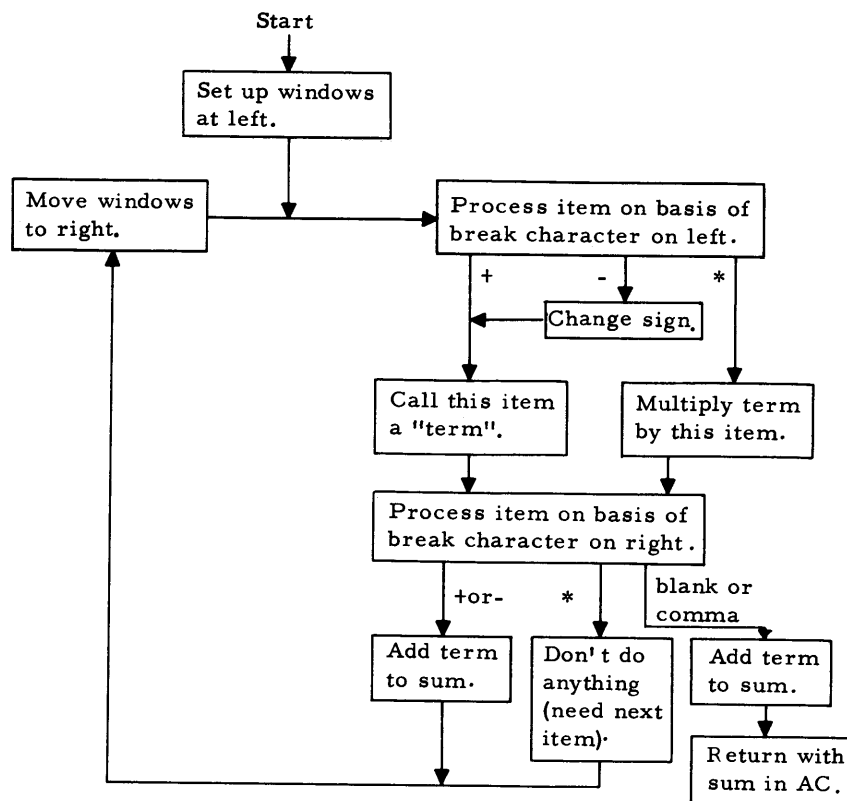 Start
Set up windows
at left.
Move windows
to right.
Process item on basis of
break character on left.
+
-
*
Change sign.
Call this item
a "term".
Multiply term
by this item.
Process item on basis of
break character on right.
+or-
*
blank or
comma
Add term
to sum.
Don't do
anything
(need next
item).
Add term
to sum.
Return with
sum in AC.